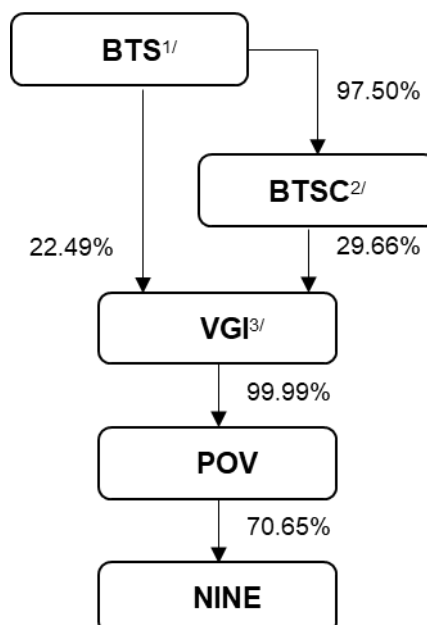 BTS1/
97.50%
BTSC2/
22.49%
29.66%
VGI3/
99.99%
POV
70.65%
NINE